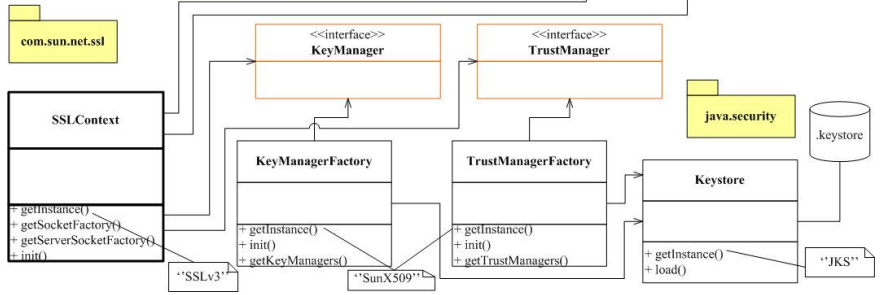 com.sun.net.ssl
<<interface>>
KeyManager
<<interface>>
TrustManager
SSLContext
java.security
.keystore
KeyManagerFactory
TrustManagerFactory
Keystore
+ getInstance()
+ getSocketFactory()
+ getServerSocketFactory()
+ init()
+ getInstance()
+ init()
+ getKeyManagers()
+ getInstance()
+ init()
+ getTrustManagers()
+ getInstance()
+ load()
‘’SSLv3’’
‘’SunX509’’
‘’JKS’’